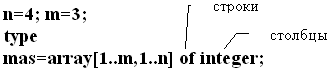 n=4; m=3;
строки
type
столбцы
mas=array[1..m,1..n] of integer;